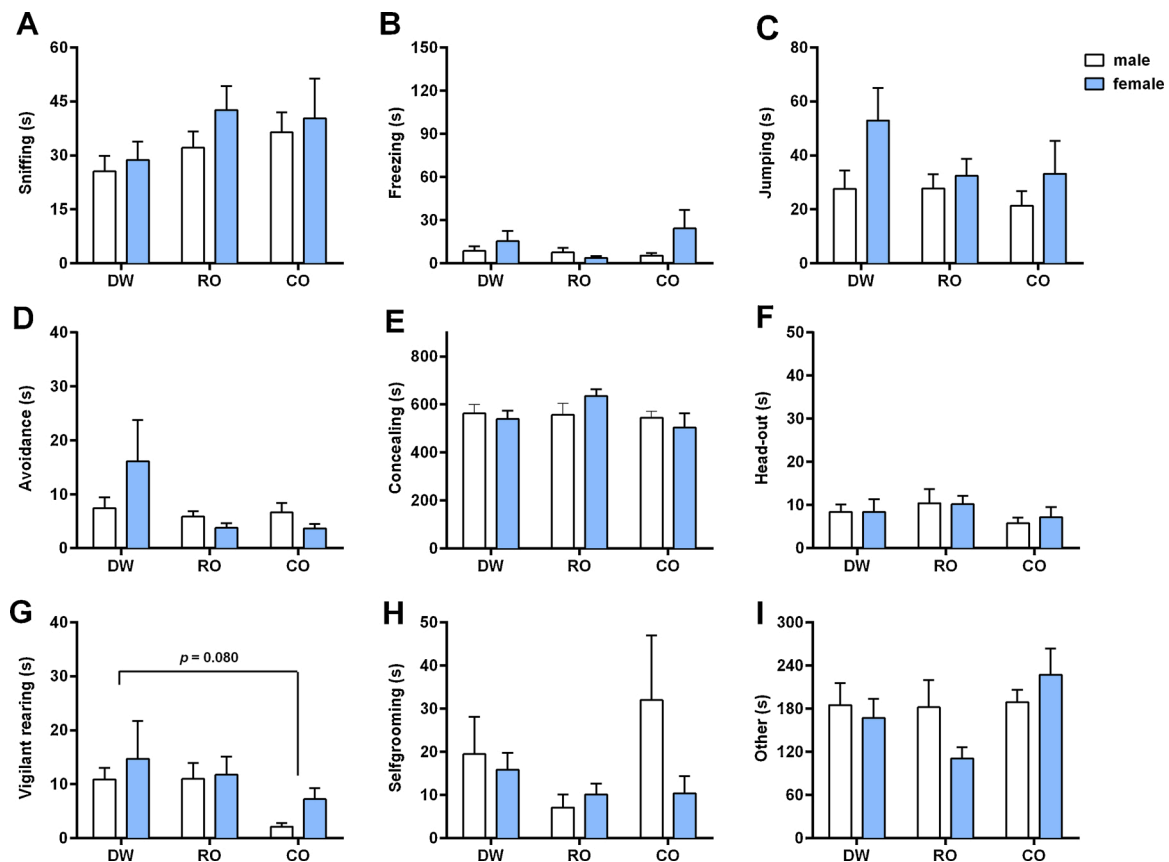 A
Sniffing (s)
60
45
30
15
0
DW RO CO
B
Freezing (s)
150
120
90
60
30
0
DW RO CO
C
Jumping (s)
80
60
40
20
0
DW RO CO
male
female
D
Avoidance (s)
40
30
20
10
0
DW RO CO
E
Concealing (s)
800
600
400
200
0
DW RO CO
F
Head-out (s)
50
40
30
20
10
0
DW RO CO
G
Vigilant rearing (s)
40
30
20
10
0
p = 0.080
DW RO CO
H
Selfgrooming (s)
50
40
30
20
10
0
DW RO CO
I
Other (s)
300
240
180
120
60
0
DW RO CO